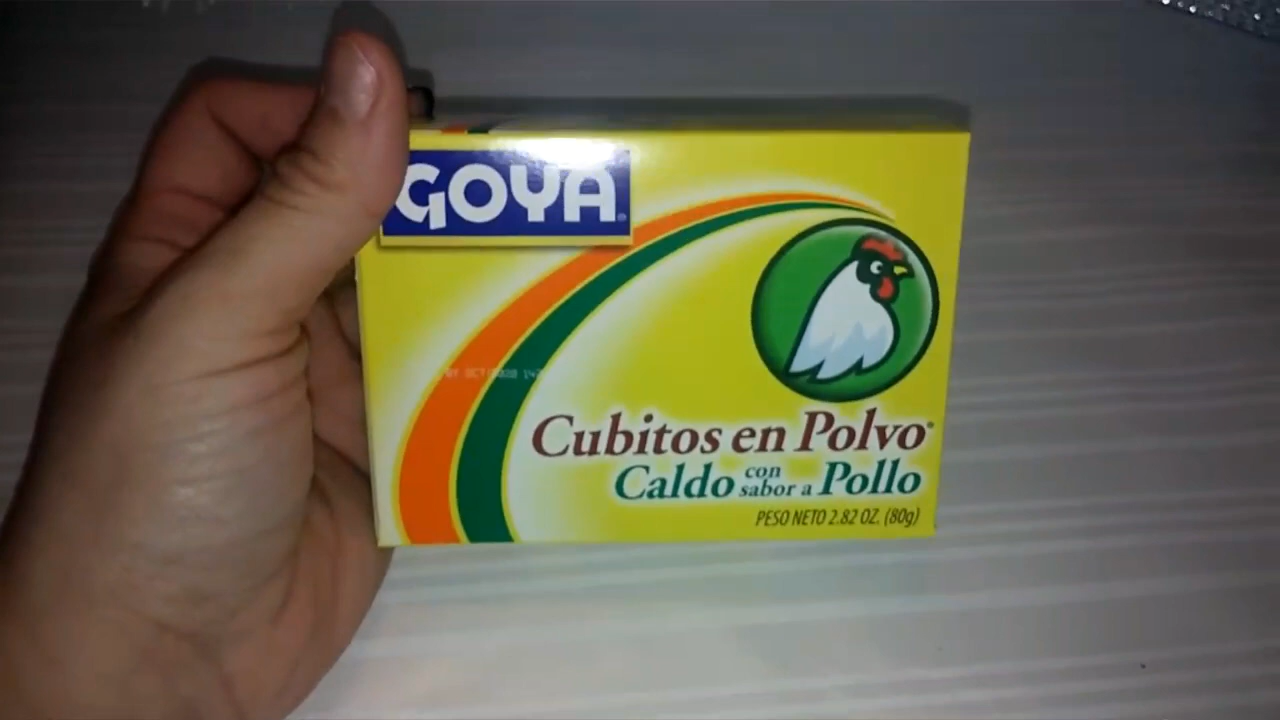 GOYA
Cubitos en Polvo
Caldo con sabor a Pollo
PESO NETO 2.82 OZ. (80g)